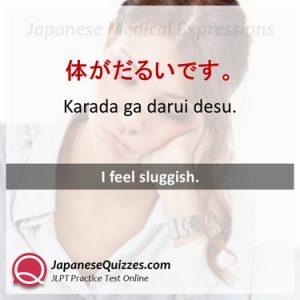 Japanese Medical Expressions
体がだるいです。
Karada ga darui desu.
I feel sluggish.
JapaneseQuizzes.com
JLPT Practice Test Online